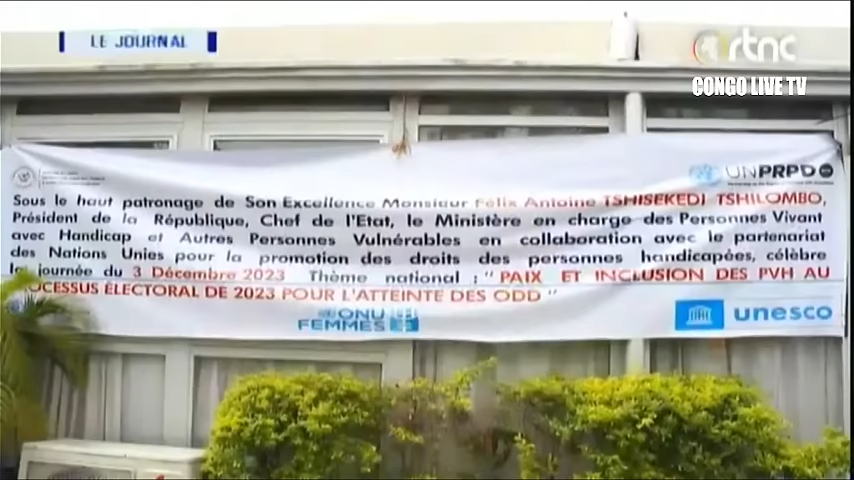 LE JOURNAL
rtnc
CONGO LIVE TV
UNPRPD
Sous le haut patronage de Son Excellence Monsieur Félix Antoine TSHISEKEDI TSHILOMBO,
Président de la République, Chef de l'Etat, le Ministère en charge des Personnes Vivant
avec Handicap et Autres Personnes Vulnérables en collaboration avec le partenariat
des Nations Unies pour la promotion des droits des personnes handicapées, célèbre
la journée du 3 Décembre 2023 Thème national : "PAIX ET INCLUSION DES PVH AU
OCESSUS ÉLECTORAL DE 2023 POUR L'ATTEINTE DES ODD"
ONU
FEMMES
unesco